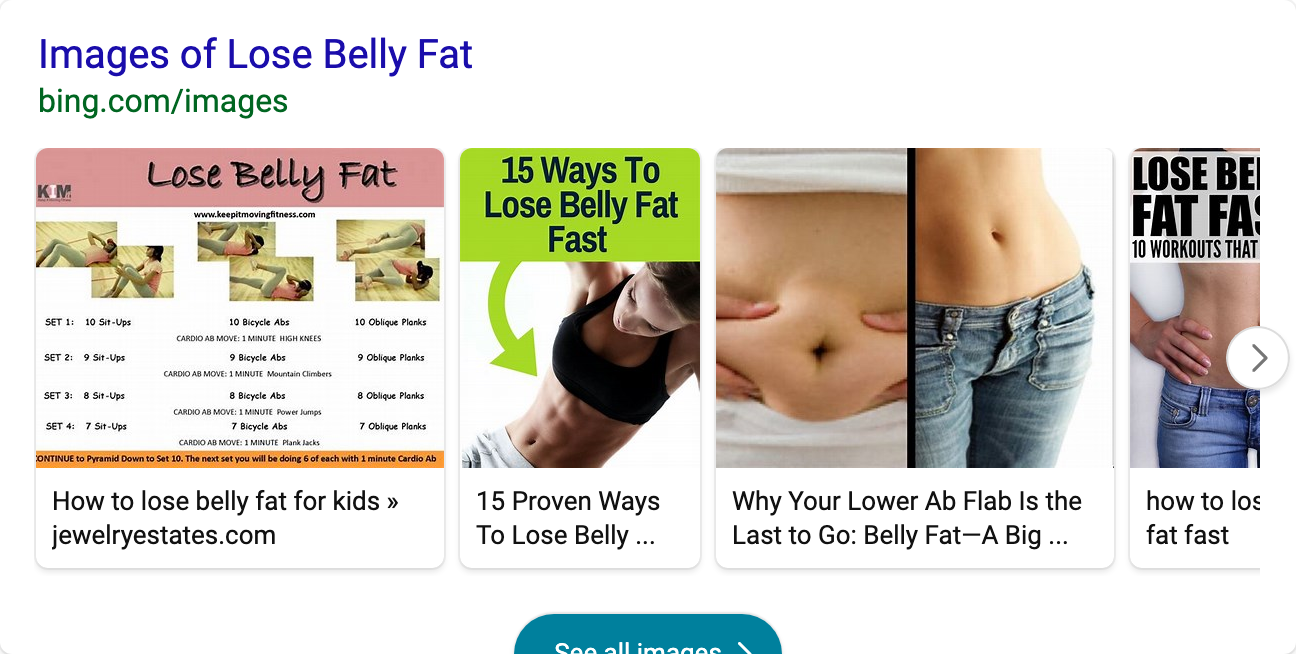 Images of Lose Belly Fat
bing.com/images
Lose Belly Fat
KIM
www.keepitmovingfitness.com
SET 1: 10 Sit-Ups 10 Bicycle Abs 10 Oblique Planks
CARDIO AB MOVE: 1 MINUTE HIGH KNEES
SET 2: 9 Sit-Ups 9 Bicycle Abs 9 Oblique Planks
CARDIO AB MOVE: 1 MINUTE Mountain Climbers
SET 3: 8 Sit-Ups 8 Bicycle Abs 8 Oblique Planks
CARDIO AB MOVE: 1 MINUTE Power Jumps
SET 4: 7 Sit-Ups 7 Bicycle Abs 7 Oblique Planks
CARDIO AB MOVE: 1 MINUTE Plank Jacks
CONTINUE to Pyramid Down to Set 10. The next set you will be doing 6 of each with 1 minute Cardio Ab
How to lose belly fat for kids »
jewelryestates.com
15 Ways To
Lose Belly Fat
Fast
15 Proven Ways
To Lose Belly ...
Why Your Lower Ab Flab Is the
Last to Go: Belly Fat—A Big ...
LOSE BEL
FAT FAS
10 WORKOUTS THAT
how to los
fat fast
See all images